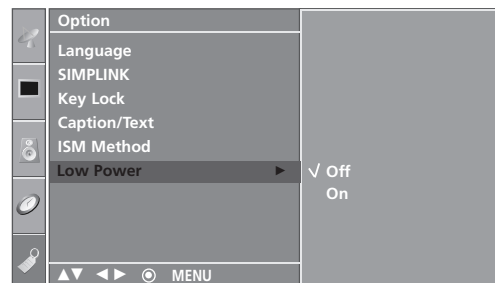 Option
Language
SIMPLINK
Key Lock
Caption/Text
ISM Method
Low Power ► √ Off
On
▲▼ ◄► ◉ MENU